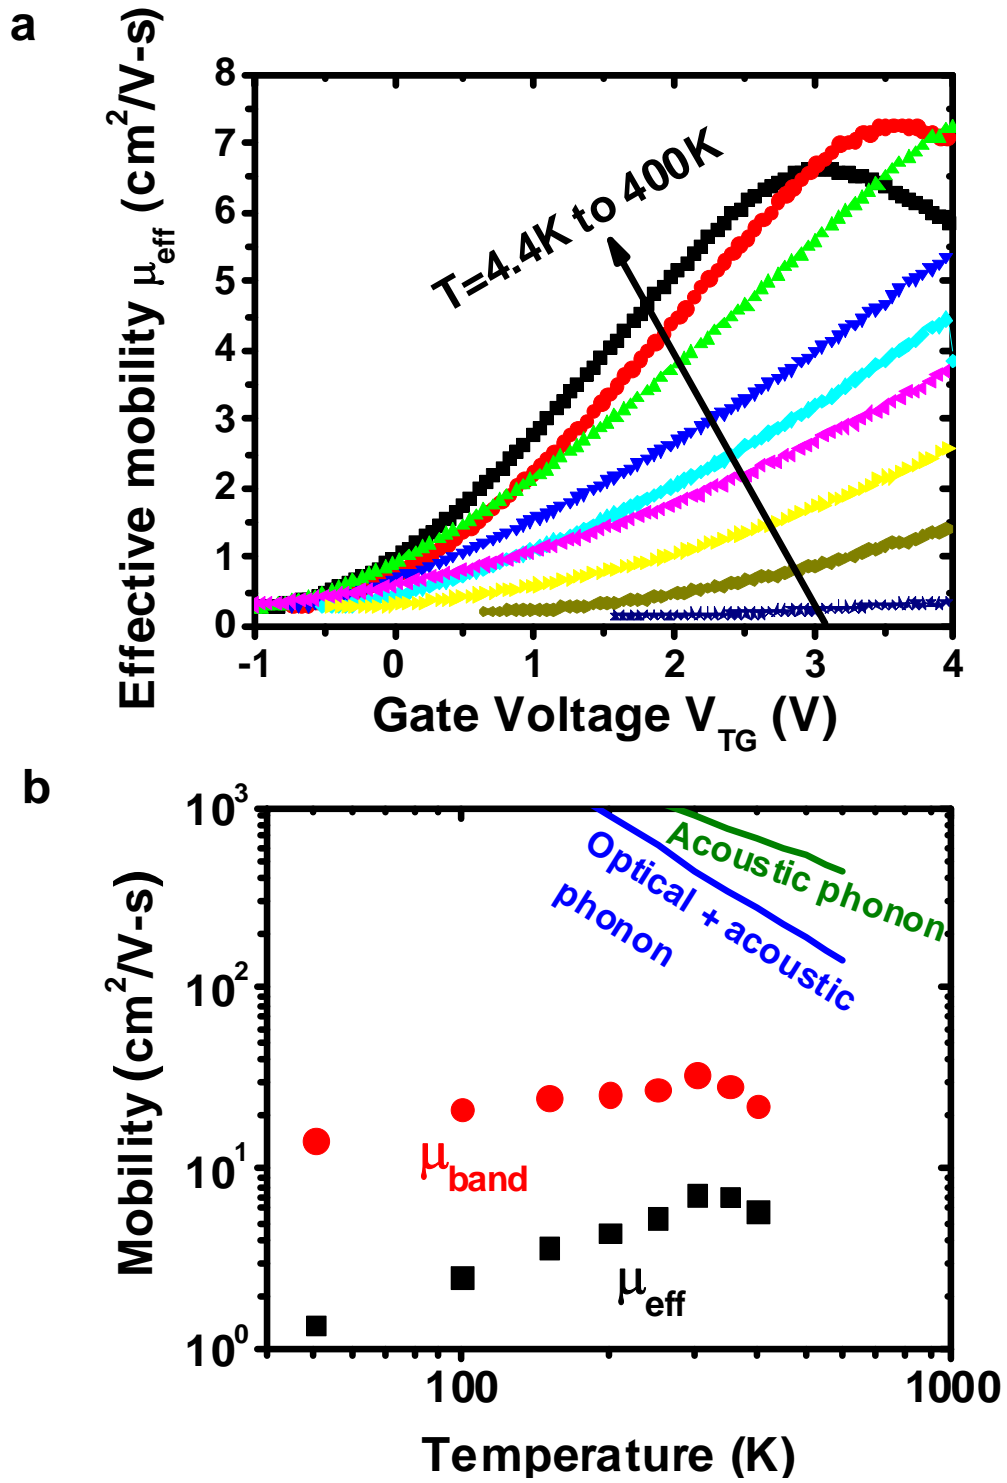 a
Effective mobility μeff (cm²/V-s)
8
7
6
5
4
3
2
1
0
T=4.4K to 400K
-1 0 1 2 3 4
Gate Voltage VTG (V)
b
Mobility (cm²/V-s)
10³
10²
10¹
10⁰
Acoustic phonon
Optical + acoustic
phonon
μband
μeff
100 1000
Temperature (K)